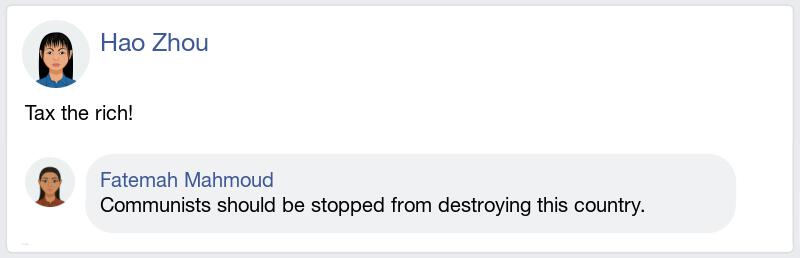 Hao Zhou
Tax the rich!
Fatemah Mahmoud
Communists should be stopped from destroying this country.